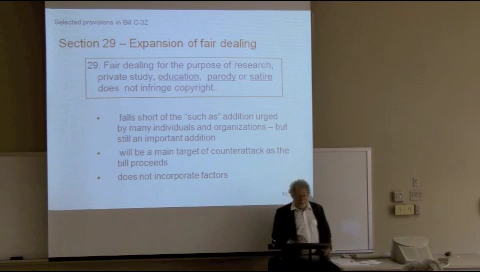 Selected provisions in Bill C-32
Section 29 – Expansion of fair dealing
29. Fair dealing for the purpose of research,
private study, education, parody or satire
does not infringe copyright.
• falls short of the "such as" addition urged
by many individuals and organizations – but
still an important addition
• will be a main target of counterattack as the
bill proceeds
• does not incorporate factors